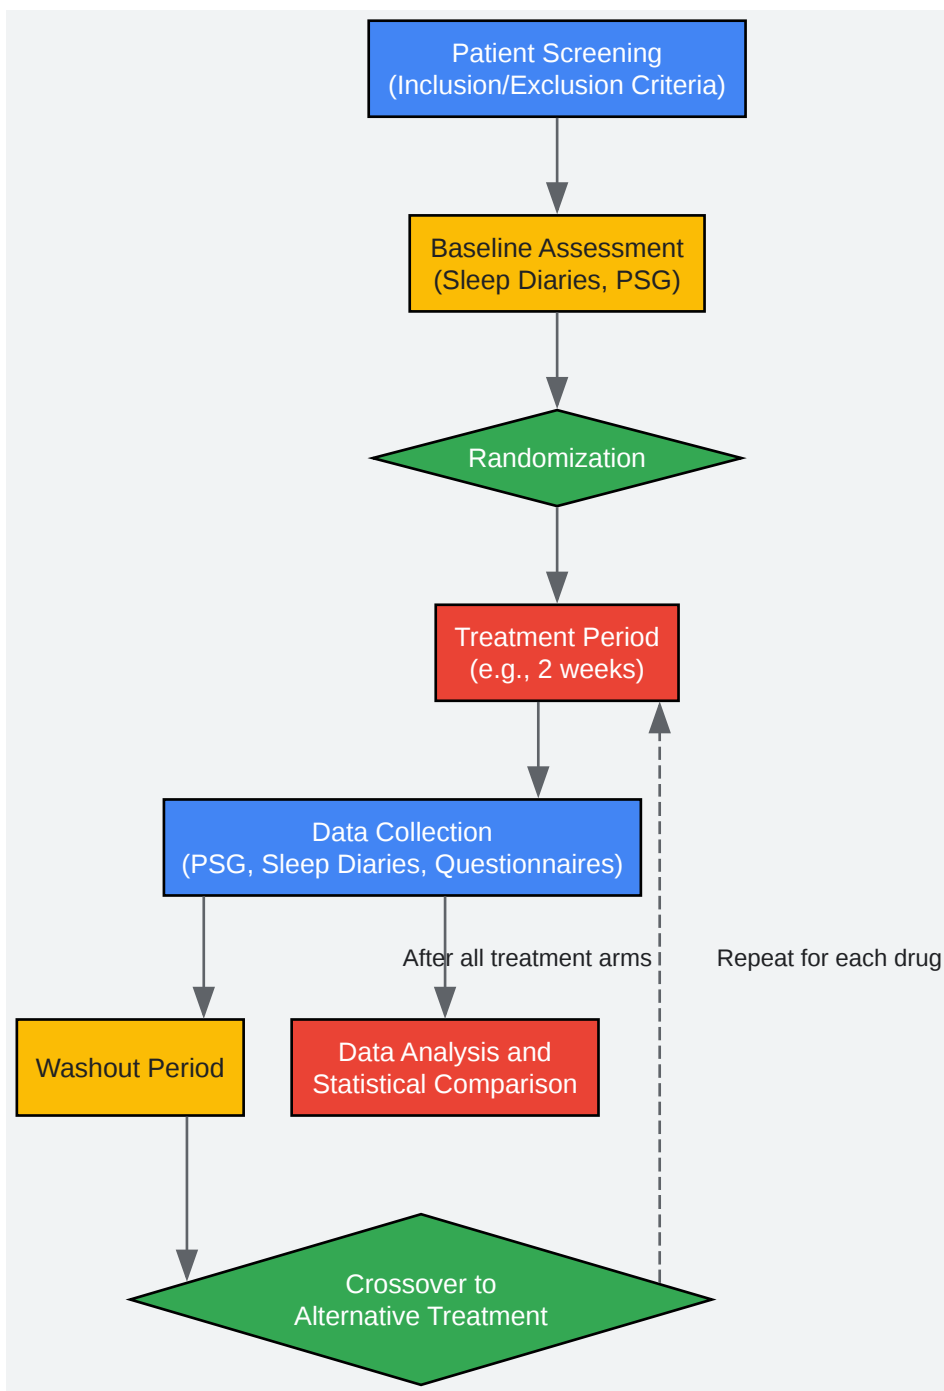 Patient Screening
(Inclusion/Exclusion Criteria)
Baseline Assessment
(Sleep Diaries, PSG)
Randomization
Treatment Period
(e.g., 2 weeks)
Data Collection
(PSG, Sleep Diaries, Questionnaires)
After all treatment arms
Repeat for each drug
Washout Period
Data Analysis and
Statistical Comparison
Crossover to
Alternative Treatment